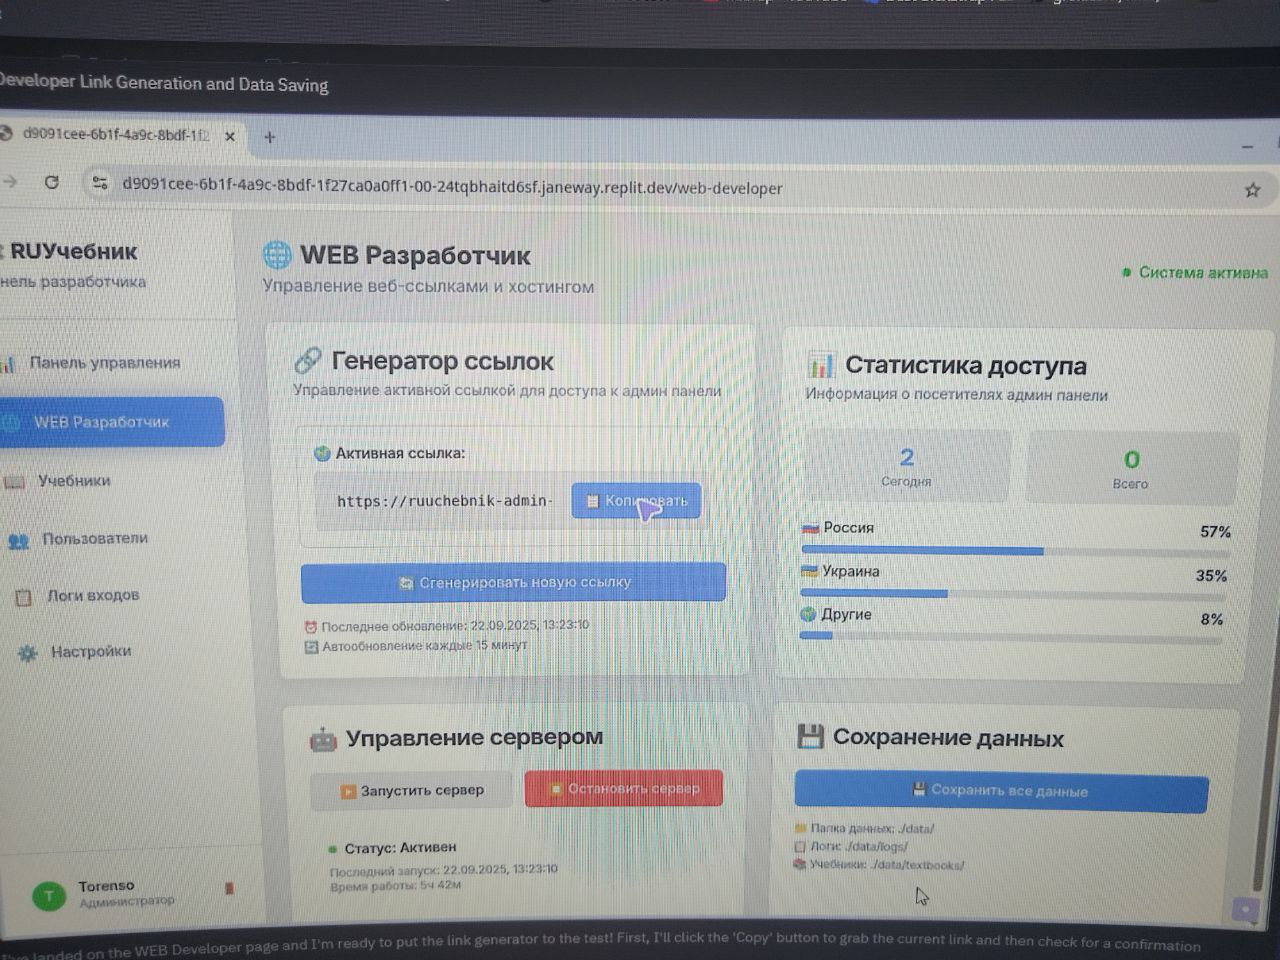 Developer Link Generation and Data Saving
d9091cee-6b1f-4a9c-8bdf-1f2
d9091cee-6b1f-4a9c-8bdf-1f27ca0a0ff1-00-24tqbhaitd6sf.janeway.replit.dev/web-developer
RUУчебник
нель разработчика
Панель управления
WEB Разработчик
Учебники
Пользователи
Логи входов
Настройки
T
Torenso
Администратор
WEB Разработчик
Управление веб-ссылками и хостингом
Система активна
Генератор ссылок
Управление активной ссылкой для доступа к админ панели
Активная ссылка:
https://ruuchebnik-admin-
Копировать
Сгенерировать новую ссылку
Последнее обновление: 22.09.2025, 13:23:10
Автообновление каждые 15 минут
Статистика доступа
Информация о посетителях админ панели
2
Сегодня
0
Всего
Россия 57%
Украина 35%
Другие 8%
Управление сервером
Запустить сервер
Остановить сервер
Статус: Активен
Последний запуск: 22.09.2025, 13:23:10
Время работы: 5ч 42м
Сохранение данных
Сохранить все данные
Папка данных: ./data/
Логи: ./data/logs/
Учебники: ./data/textbooks/
I've landed on the WEB Developer page and I'm ready to put the link generator to the test! First, I'll click the 'Copy' button to grab the current link and then check for a confirmation